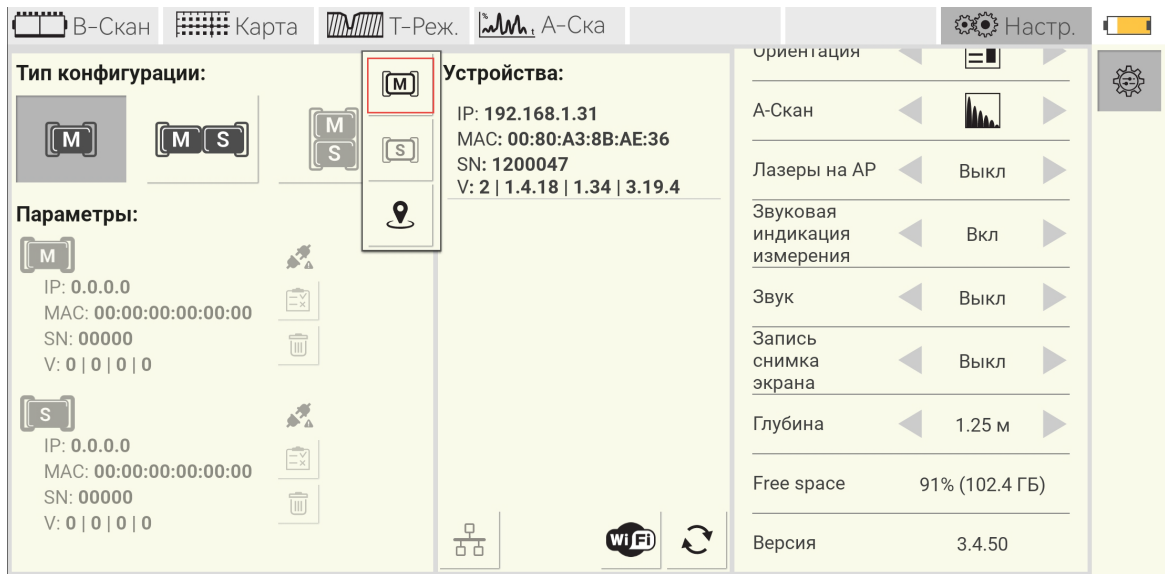 В-Скан
Карта
Т-Реж.
А-Ска
Настр.
Тип конфигурации:
M
M S
M
S
Параметры:
M
IP: 0.0.0.0
MAC: 00:00:00:00:00:00
SN: 00000
V: 0 | 0 | 0 | 0
S
IP: 0.0.0.0
MAC: 00:00:00:00:00:00
SN: 00000
V: 0 | 0 | 0 | 0
M
S
Устройства:
IP: 192.168.1.31
MAC: 00:80:A3:8B:AE:36
SN: 1200047
V: 2 | 1.4.18 | 1.34 | 3.19.4
WiFi
Ориентация
А-Скан
Лазеры на АР
Выкл
Звуковая
индикация
измерения
Вкл
Звук
Выкл
Запись
снимка
экрана
Выкл
Глубина
1.25 м
Free space
91% (102.4 ГБ)
Версия
3.4.50